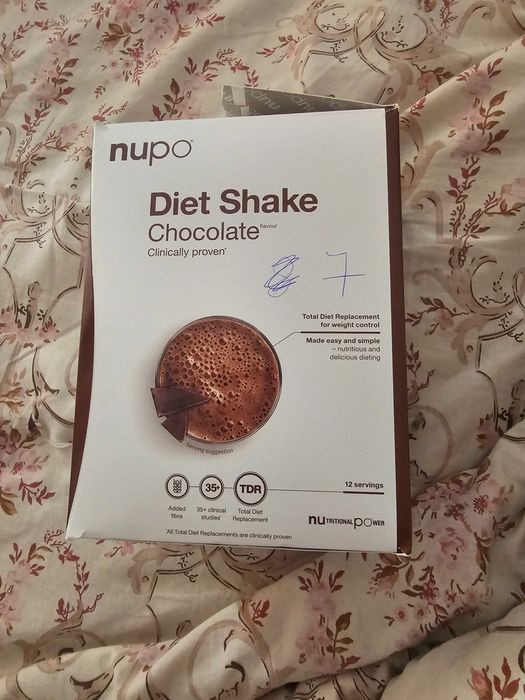 nupo®
Diet Shake
Chocolate flavour
Clinically proven*
7
Total Diet Replacement
for weight control
Made easy and simple
– nutritious and
delicious dieting
Serving suggestion
35+
TDR
Added
fibre
35+ clinical
studies
Total Diet
Replacement
12 servings
nutritional power
*All Total Diet Replacements are clinically proven